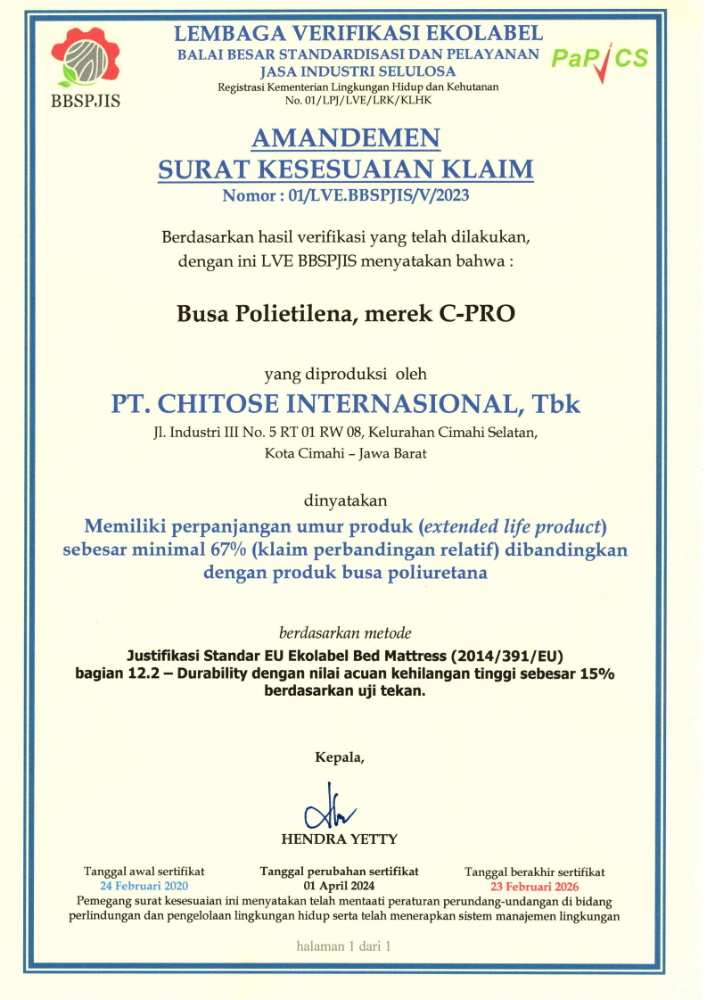 LEMBAGA VERIFIKASI EKOLABEL
BALAI BESAR STANDARDISASI DAN PELAYANAN
JASA INDUSTRI SELULOSA
Registrasi Kementerian Lingkungan Hidup dan Kehutanan
No. 01/LPJ/LVE/LRK/KLHK
BBSPJIS
PaPiCS
AMANDEMEN
SURAT KESESUAIAN KLAIM
Nomor : 01/LVE.BBSPJIS/V/2023
Berdasarkan hasil verifikasi yang telah dilakukan,
dengan ini LVE BBSPJIS menyatakan bahwa :
Busa Polietilena, merek C-PRO
yang diproduksi oleh
PT. CHITOSE INTERNASIONAL, Tbk
Jl. Industri III No. 5 RT 01 RW 08, Kelurahan Cimahi Selatan,
Kota Cimahi – Jawa Barat
dinyatakan
Memiliki perpanjangan umur produk (extended life product)
sebesar minimal 67% (klaim perbandingan relatif) dibandingkan
dengan produk busa poliuretana
berdasarkan metode
Justifikasi Standar EU Ekolabel Bed Mattress (2014/391/EU)
bagian 12.2 – Durability dengan nilai acuan kehilangan tinggi sebesar 15%
berdasarkan uji tekan.
Kepala,
HENDRA YETTY
Tanggal awal sertifikat
24 Februari 2020
Tanggal perubahan sertifikat
01 April 2024
Tanggal berakhir sertifikat
23 Februari 2026
Pemegang surat kesesuaian ini menyatakan telah mentaati peraturan perundang-undangan di bidang
perlindungan dan pengelolaan lingkungan hidup serta telah menerapkan sistem manajemen lingkungan
halaman 1 dari 1